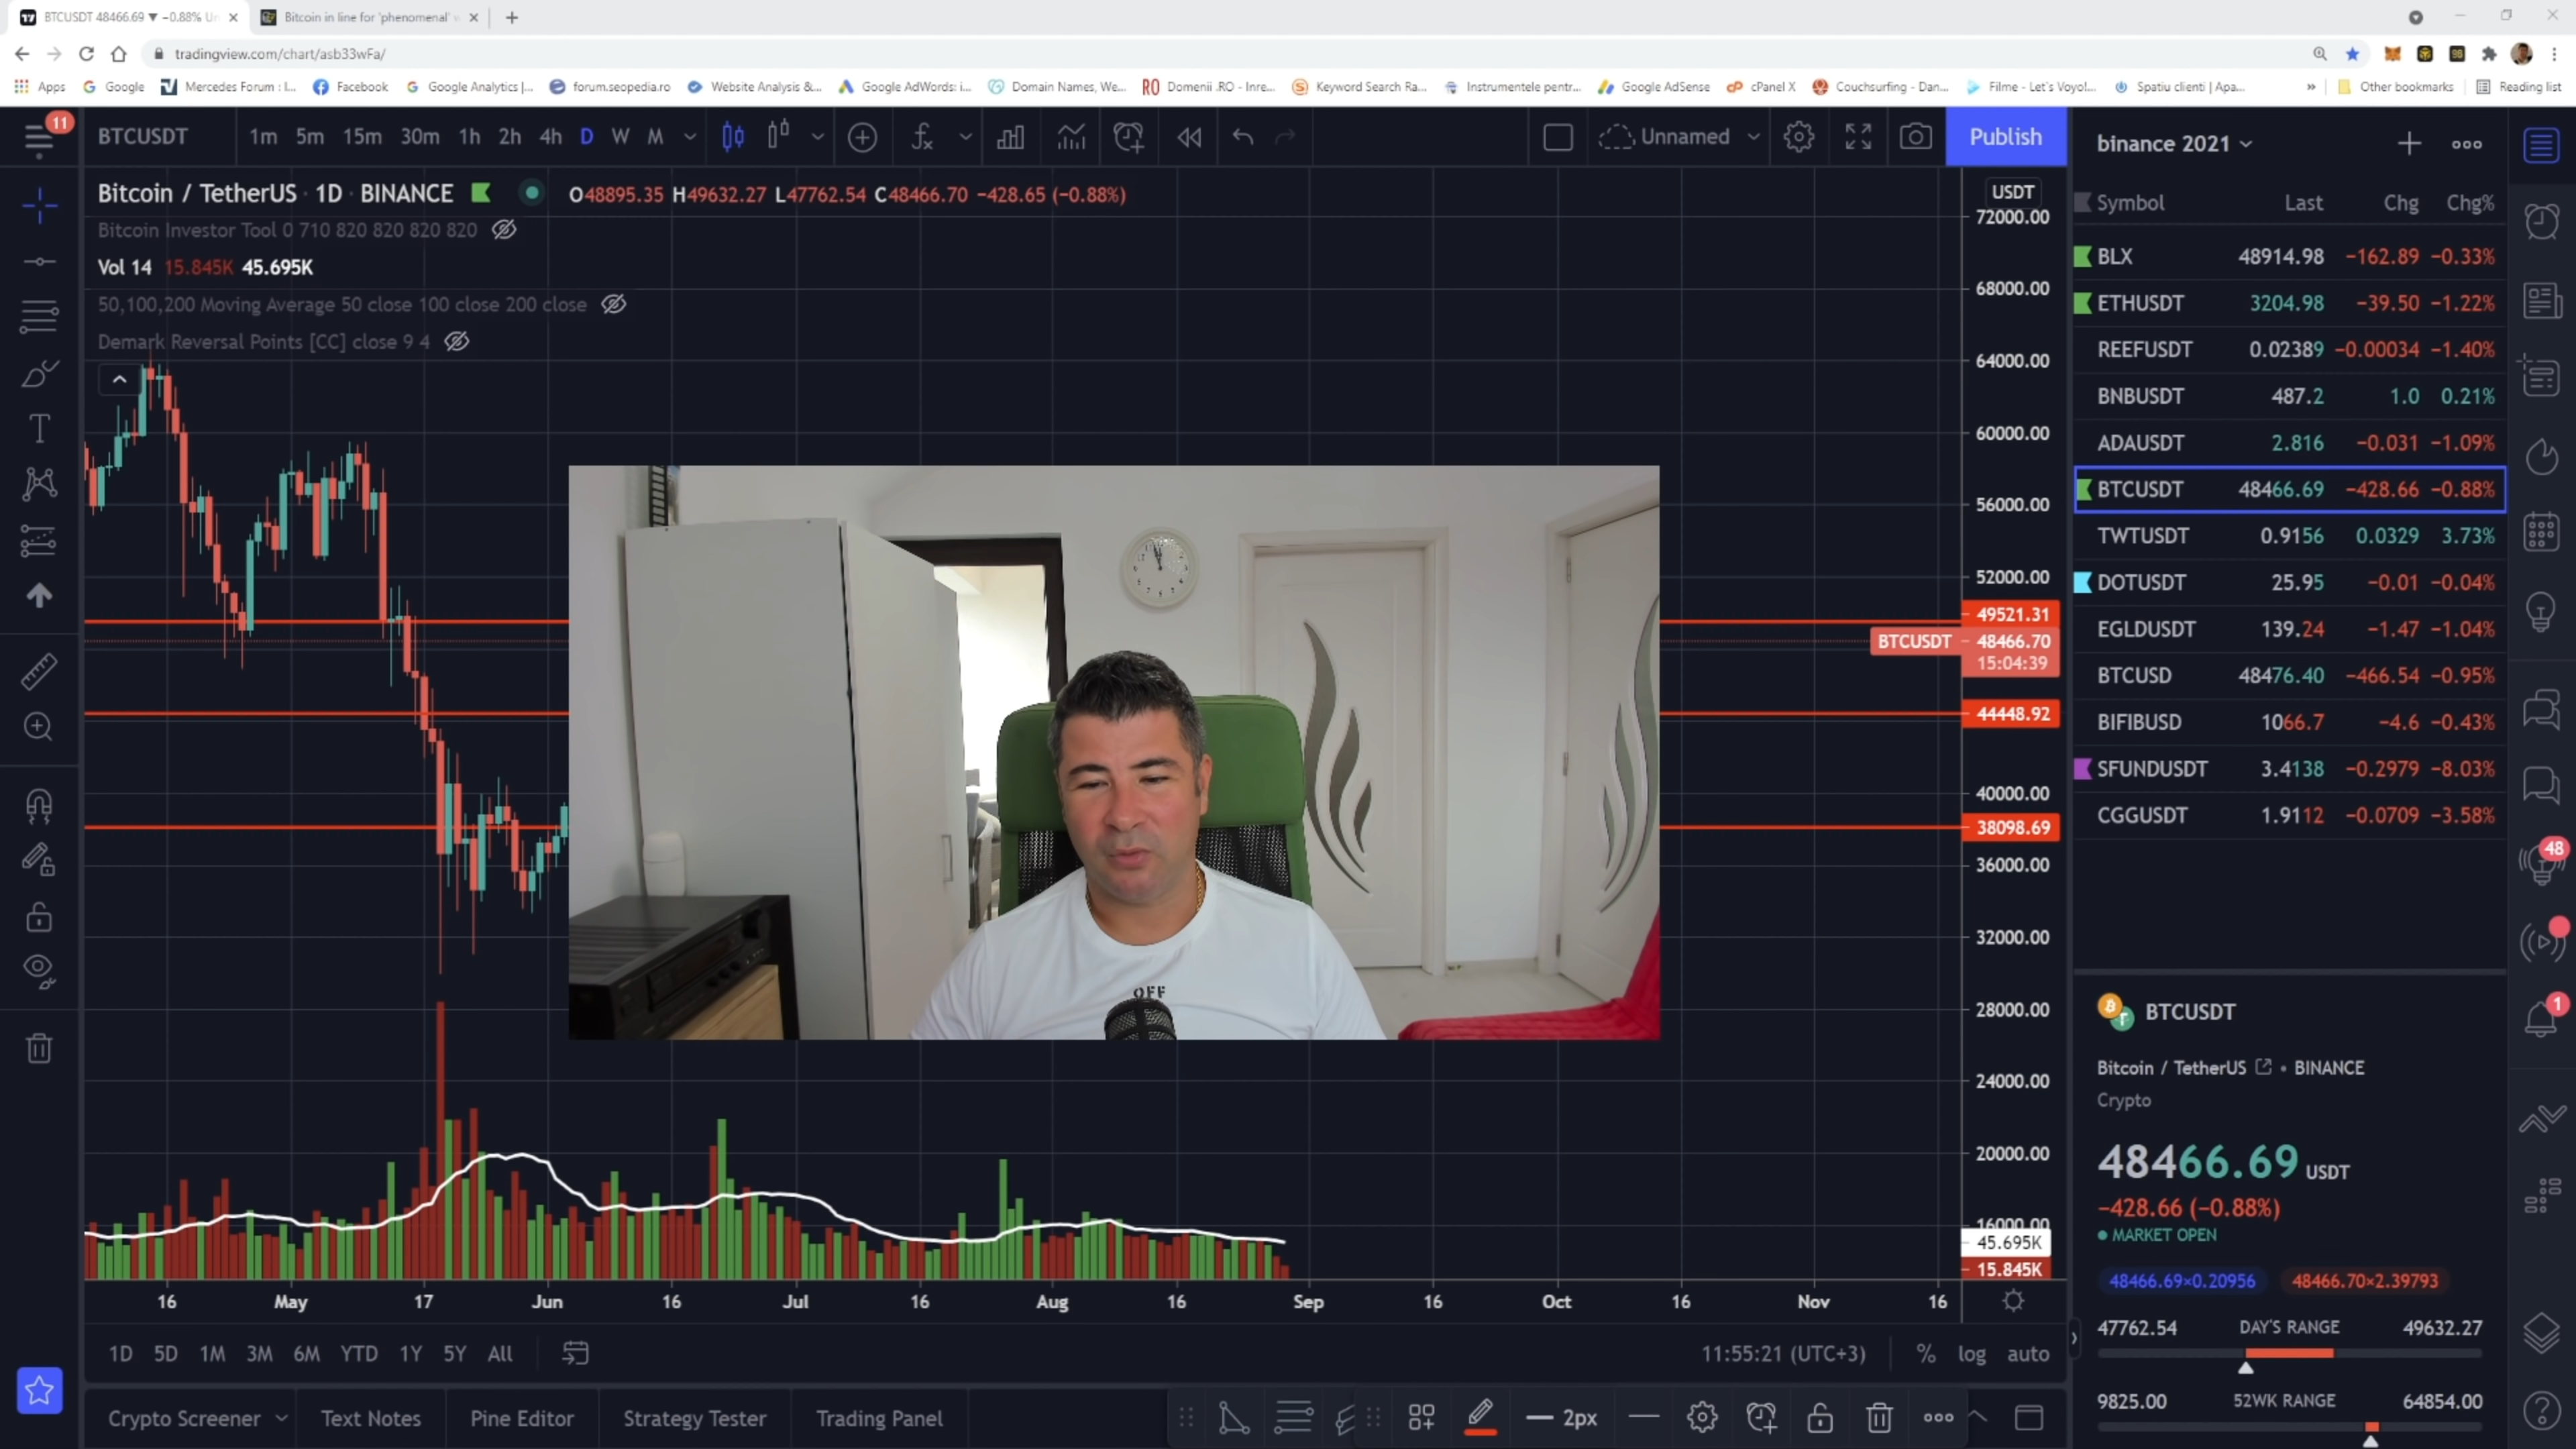 BTCUSDT 48466.69 ▼ −0.88% Un
Bitcoin in line for 'phenomenal'
tradingview.com/chart/asb33wFa/
Apps Google Mercedes Forum : I... Facebook Google Analytics |... forum.seopedia.ro Website Analysis &... Google AdWords: i... Domain Names, We... Domenii .RO - Inre... Keyword Search Ra... Instrumentele pentr... Google AdSense cPanel X Couchsurfing - Dan... Filme - Let's Voyo!... Spatiu clienti | Apa... » Other bookmarks Reading list
11
BTCUSDT 1m 5m 15m 30m 1h 2h 4h D W M Unnamed Publish
Bitcoin / TetherUS · 1D · BINANCE O48895.35 H49632.27 L47762.54 C48466.70 −428.65 (−0.88%)
Bitcoin Investor Tool 0 710 820 820 820 820
Vol 14 15.845K 45.695K
50,100,200 Moving Average 50 close 100 close 200 close
Demark Reversal Points [CC] close 9 4
USDT
72000.00
68000.00
64000.00
60000.00
56000.00
52000.00
49521.31
BTCUSDT 48466.70
15:04:39
44448.92
40000.00
38098.69
36000.00
32000.00
28000.00
24000.00
20000.00
16000.00
45.695K
15.845K
OFF
16 May 17 Jun 16 Jul 16 Aug 16 Sep 16 Oct 16 Nov 16
1D 5D 1M 3M 6M YTD 1Y 5Y All 11:55:21 (UTC+3) % log auto
Crypto Screener Text Notes Pine Editor Strategy Tester Trading Panel 2px
binance 2021
Symbol Last Chg Chg%
BLX 48914.98 −162.89 −0.33%
ETHUSDT 3204.98 −39.50 −1.22%
REEFUSDT 0.02389 −0.00034 −1.40%
BNBUSDT 487.2 1.0 0.21%
ADAUSDT 2.816 −0.031 −1.09%
BTCUSDT 48466.69 −428.66 −0.88%
TWTUSDT 0.9156 0.0329 3.73%
DOTUSDT 25.95 −0.01 −0.04%
EGLDUSDT 139.24 −1.47 −1.04%
BTCUSD 48476.40 −466.54 −0.95%
BIFIBUSD 1066.7 −4.6 −0.43%
SFUNDUSDT 3.4138 −0.2979 −8.03%
CGGUSDT 1.9112 −0.0709 −3.58%
48
1
BTCUSDT
Bitcoin / TetherUS • BINANCE
Crypto
48466.69 USDT
−428.66 (−0.88%)
MARKET OPEN
48466.69×0.20956 48466.70×2.39793
47762.54 DAY'S RANGE 49632.27
9825.00 52WK RANGE 64854.00